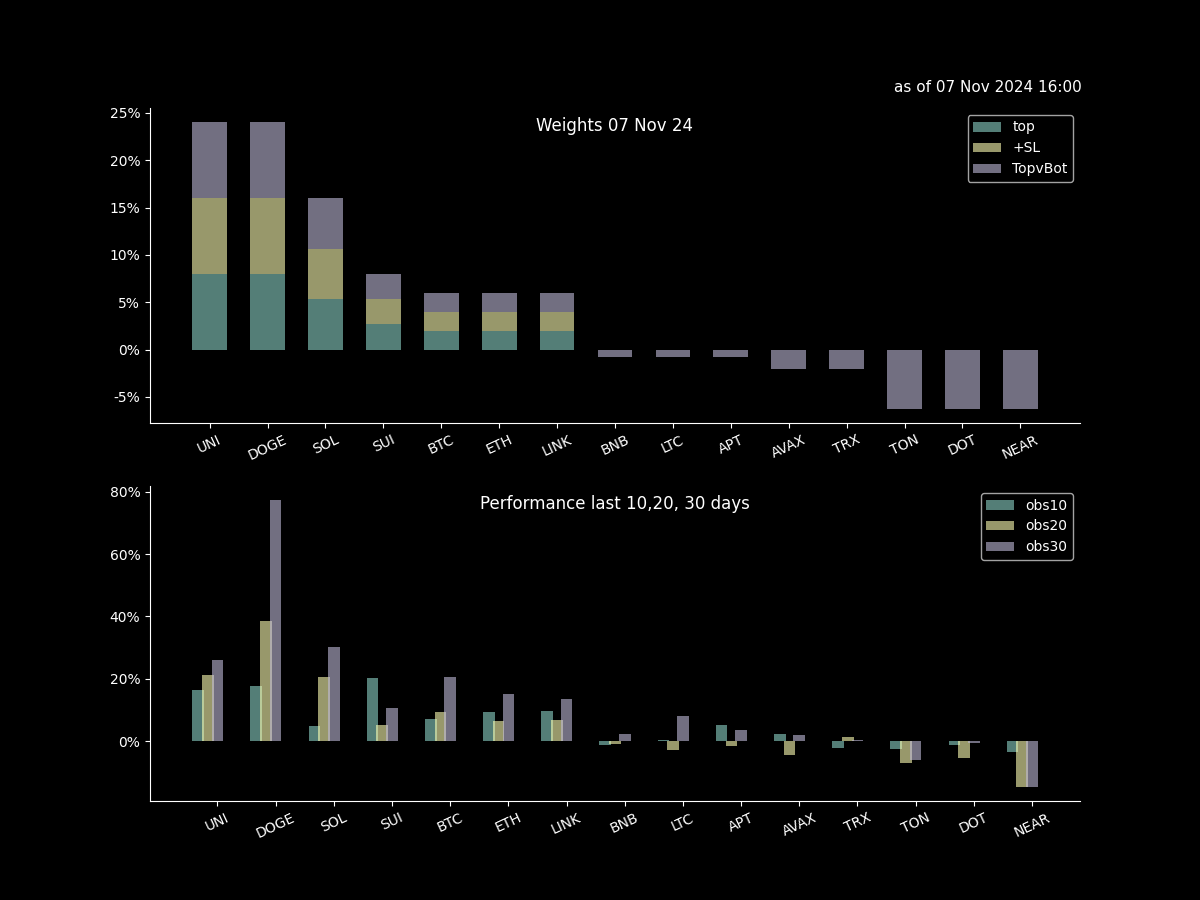 as of 07 Nov 2024 16:00
Weights 07 Nov 24
top
+SL
TopvBot
25%
20%
15%
10%
5%
0%
-5%
UNI DOGE SOL SUI BTC ETH LINK BNB LTC APT AVAX TRX TON DOT NEAR
Performance last 10,20, 30 days
obs10
obs20
obs30
80%
60%
40%
20%
0%
UNI DOGE SOL SUI BTC ETH LINK BNB LTC APT AVAX TRX TON DOT NEAR